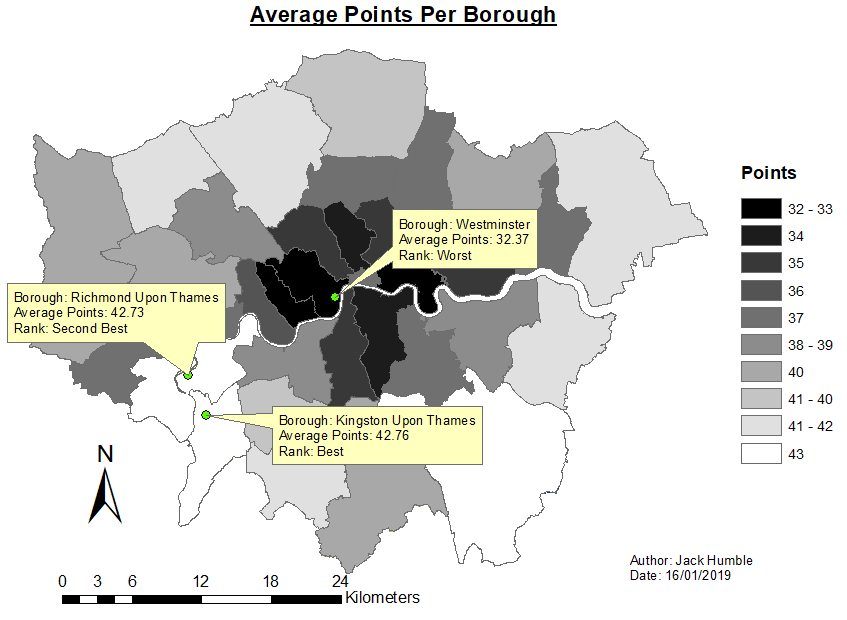 Average Points Per Borough
Borough: Westminster
Average Points: 32.37
Rank: Worst
Borough: Richmond Upon Thames
Average Points: 42.73
Rank: Second Best
Borough: Kingston Upon Thames
Average Points: 42.76
Rank: Best
Points
32 - 33
34
35
36
37
38 - 39
40
41 - 40
41 - 42
43
N
0 3 6 12 18 24
Kilometers
Author: Jack Humble
Date: 16/01/2019